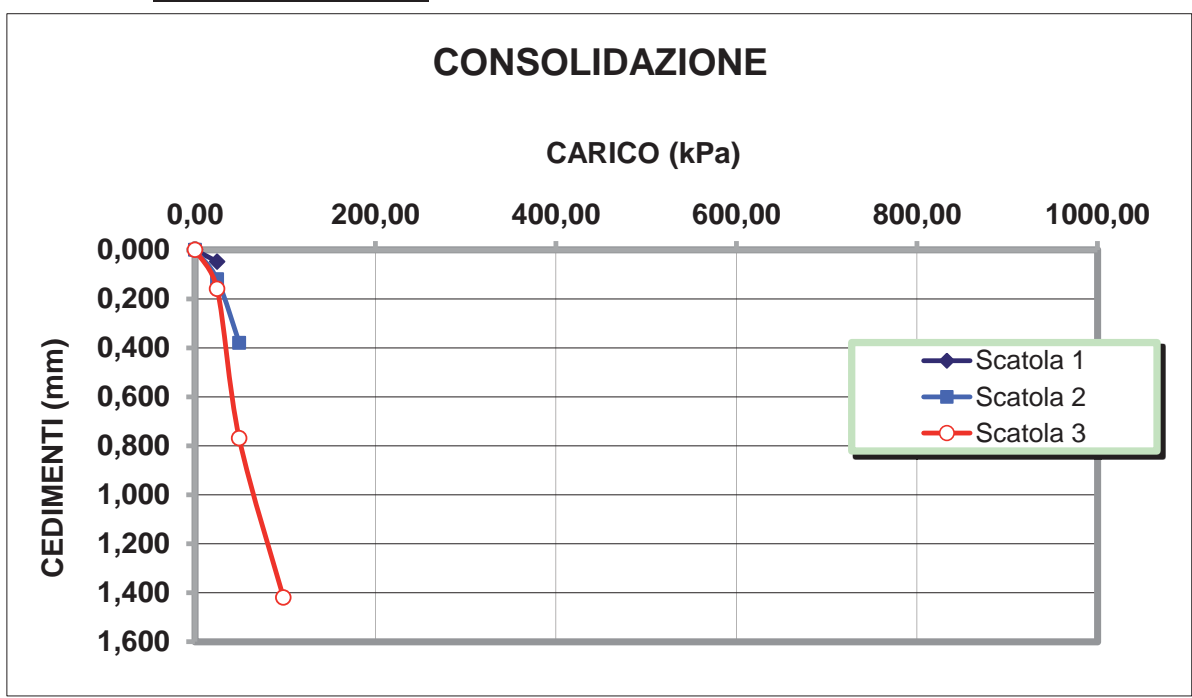 CONSOLIDAZIONE
CARICO (kPa)
0,00 200,00 400,00 600,00 800,00 1000,00
CEDIMENTI (mm)
0,000
0,200
0,400
0,600
0,800
1,000
1,200
1,400
1,600
Scatola 1
Scatola 2
Scatola 3